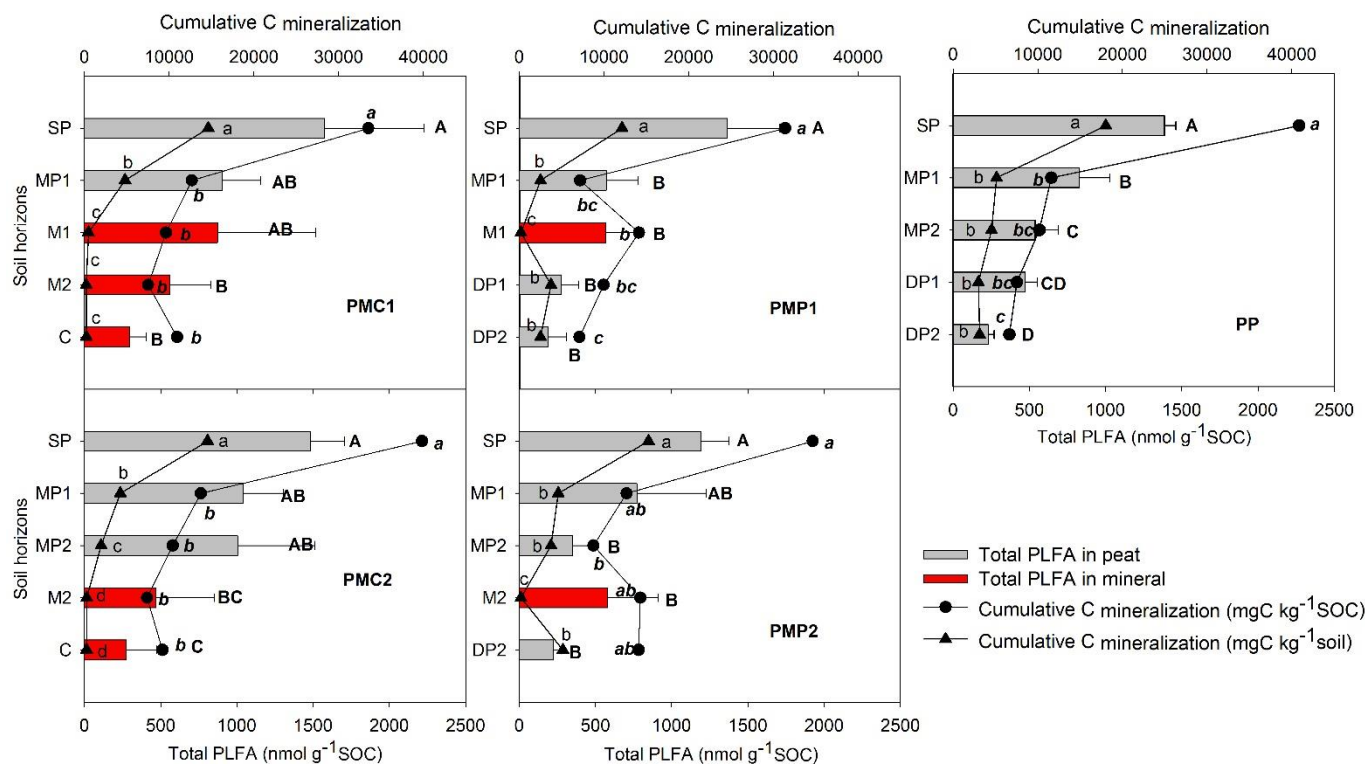 Cumulative C mineralization
0 10000 20000 30000 40000
Soil horizons
SP a a A
MP1 b b AB
M1 c b AB
M2 c b B
C c B b
PMC1
Cumulative C mineralization
0 10000 20000 30000 40000
SP a a A
MP1 b bc B
M1 c b B
DP1 b B bc
DP2 b B c
PMP1
Cumulative C mineralization
0 10000 20000 30000 40000
SP a A a
MP1 b b B
MP2 b bc C
DP1 b bc CD
DP2 b c D
PP
0 500 1000 1500 2000 2500
Total PLFA (nmol g-1SOC)
Soil horizons
SP a A a
MP1 b b AB
MP2 c b AB
M2 d b BC
C d b C
PMC2
0 500 1000 1500 2000 2500
Total PLFA (nmol g-1SOC)
SP a A a
MP1 b ab AB
MP2 b b B
M2 c ab B
DP2 b B ab
PMP2
0 500 1000 1500 2000 2500
Total PLFA (nmol g-1SOC)
Total PLFA in peat
Total PLFA in mineral
Cumulative C mineralization (mgC kg-1SOC)
Cumulative C mineralization (mgC kg-1soil)